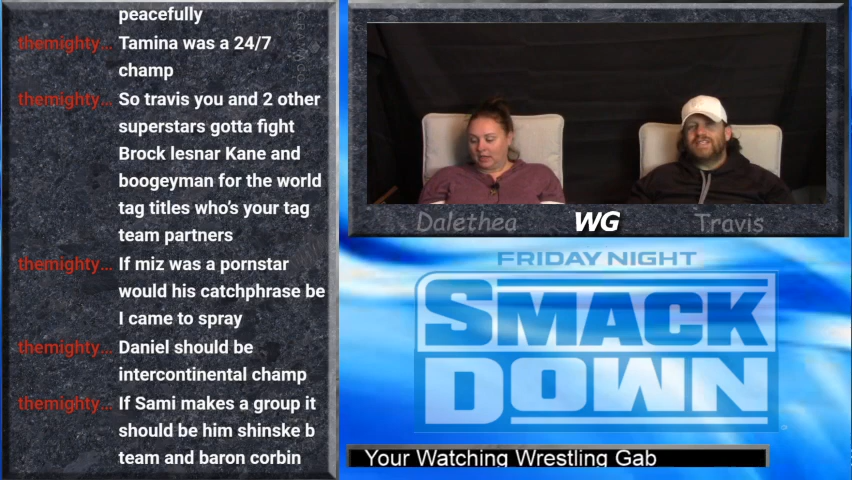 peacefully
themighty... Tamina was a 24/7
champ
themighty... So travis you and 2 other
superstars gotta fight
Brock lesnar Kane and
boogeyman for the world
tag titles who's your tag
team partners
themighty... If miz was a pornstar
would his catchphrase be
I came to spray
themighty... Daniel should be
intercontinental champ
themighty... If Sami makes a group it
should be him shinske b
team and baron corbin
Dalethea WG Travis
FRIDAY NIGHT
SMACK
DOWN
Your Watching Wrestling Gab